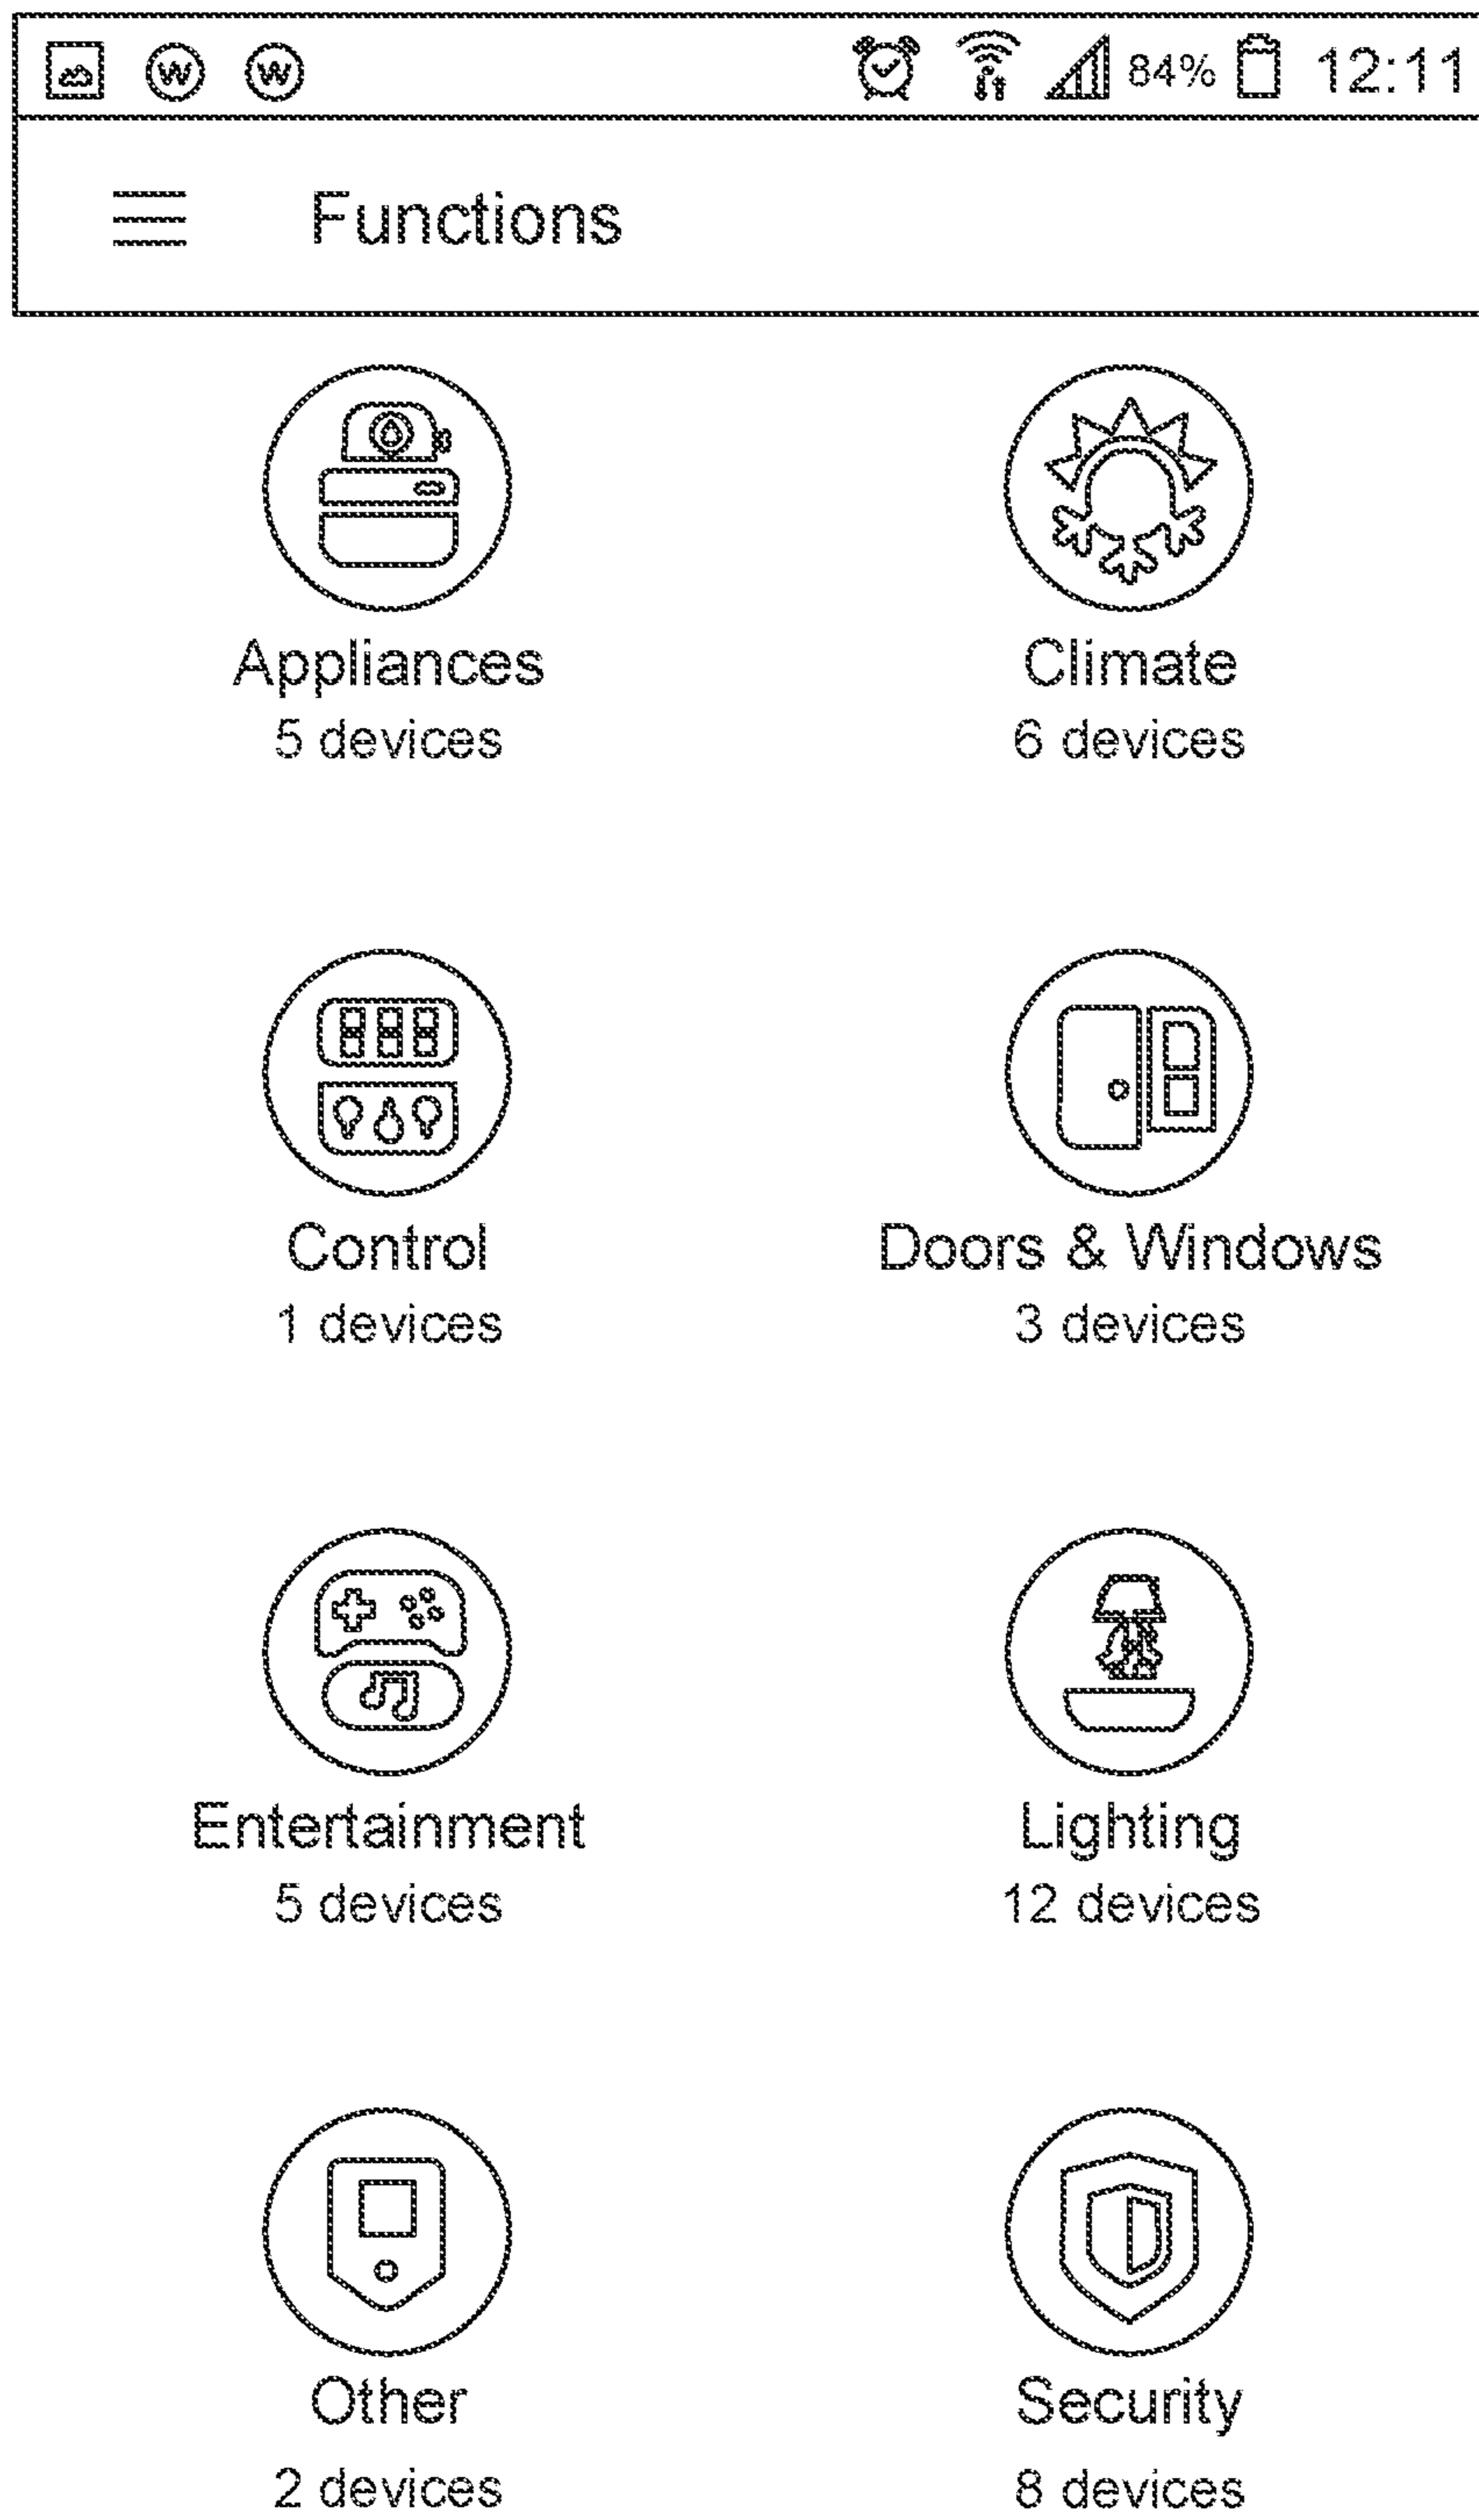 W W 84% 12:11
Functions
Appliances Climate
5 devices 6 devices
Control Doors & Windows
1 devices 3 devices
Entertainment Lighting
5 devices 12 devices
Other Security
2 devices 8 devices